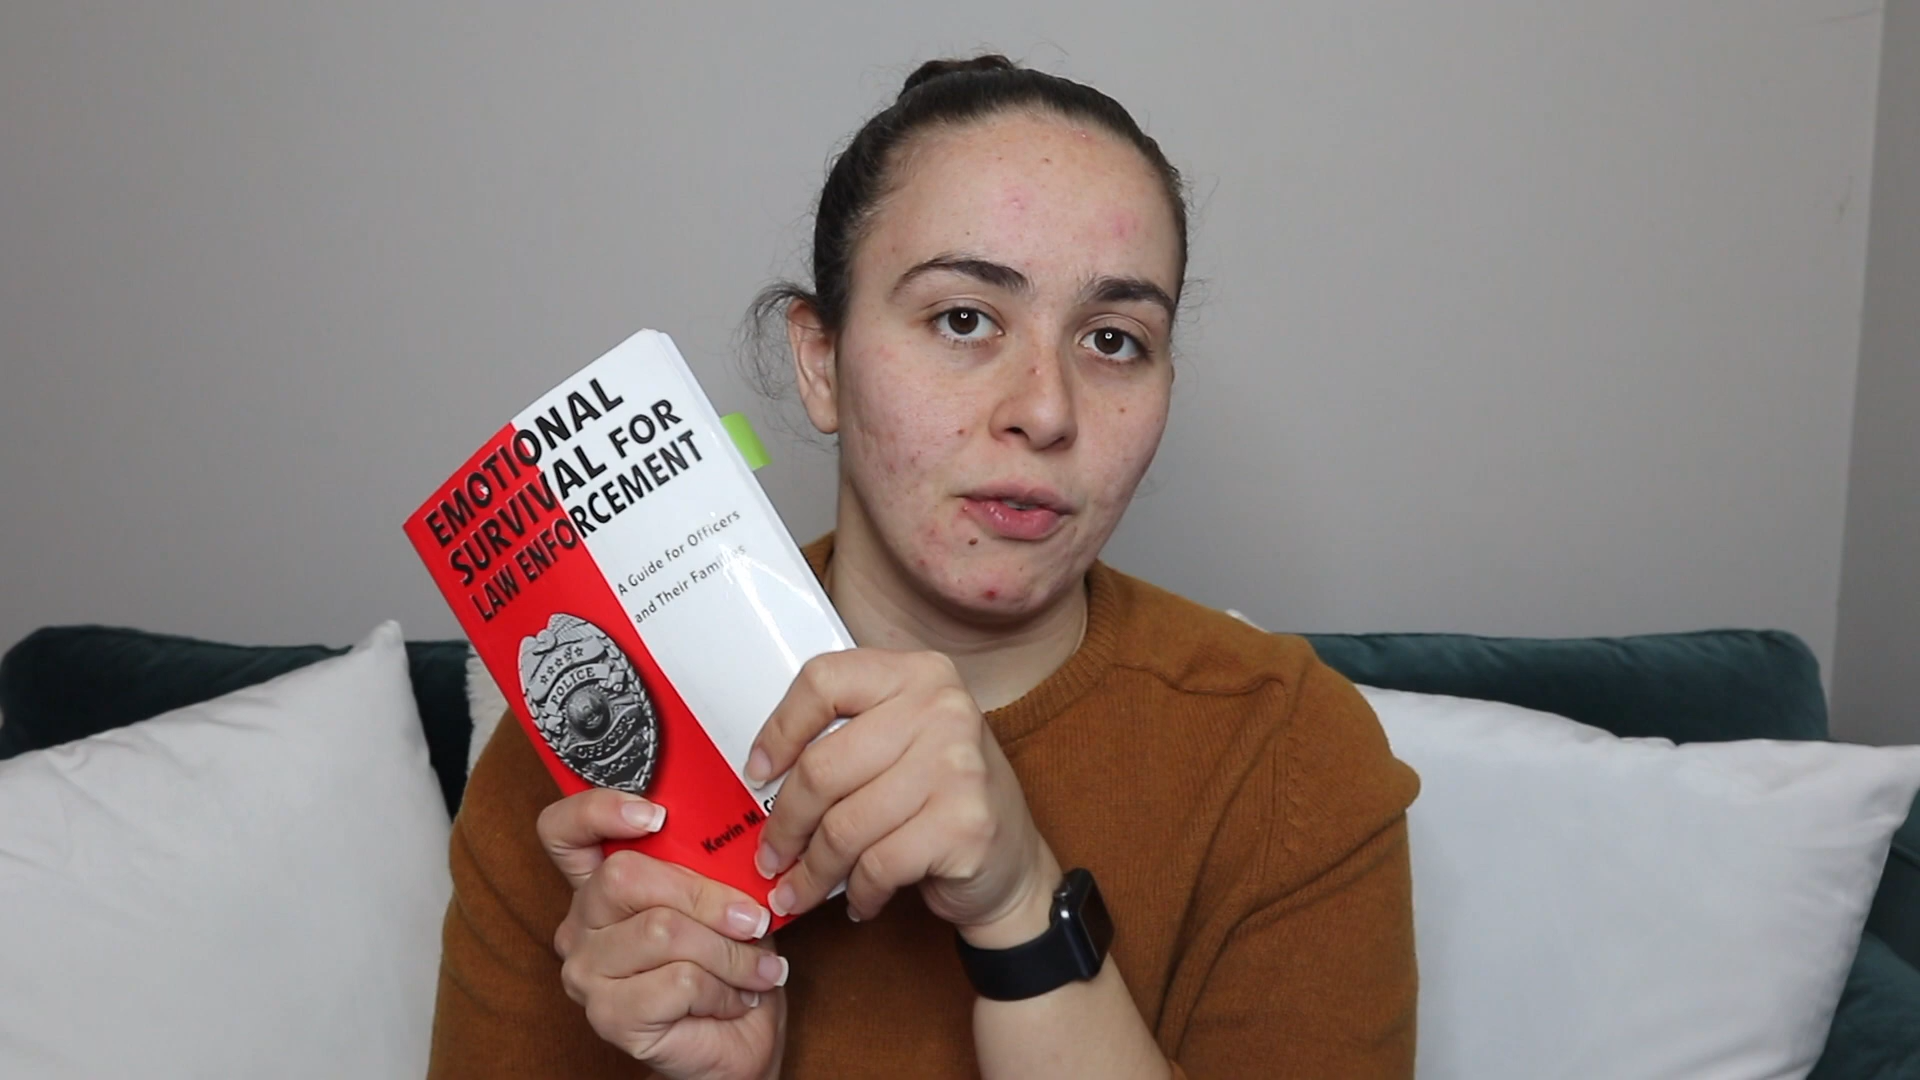 EMOTIONAL
SURVIVAL FOR
LAW ENFORCEMENT
A Guide for Officers
and Their Families
POLICE
OFFICER
Kevin M.